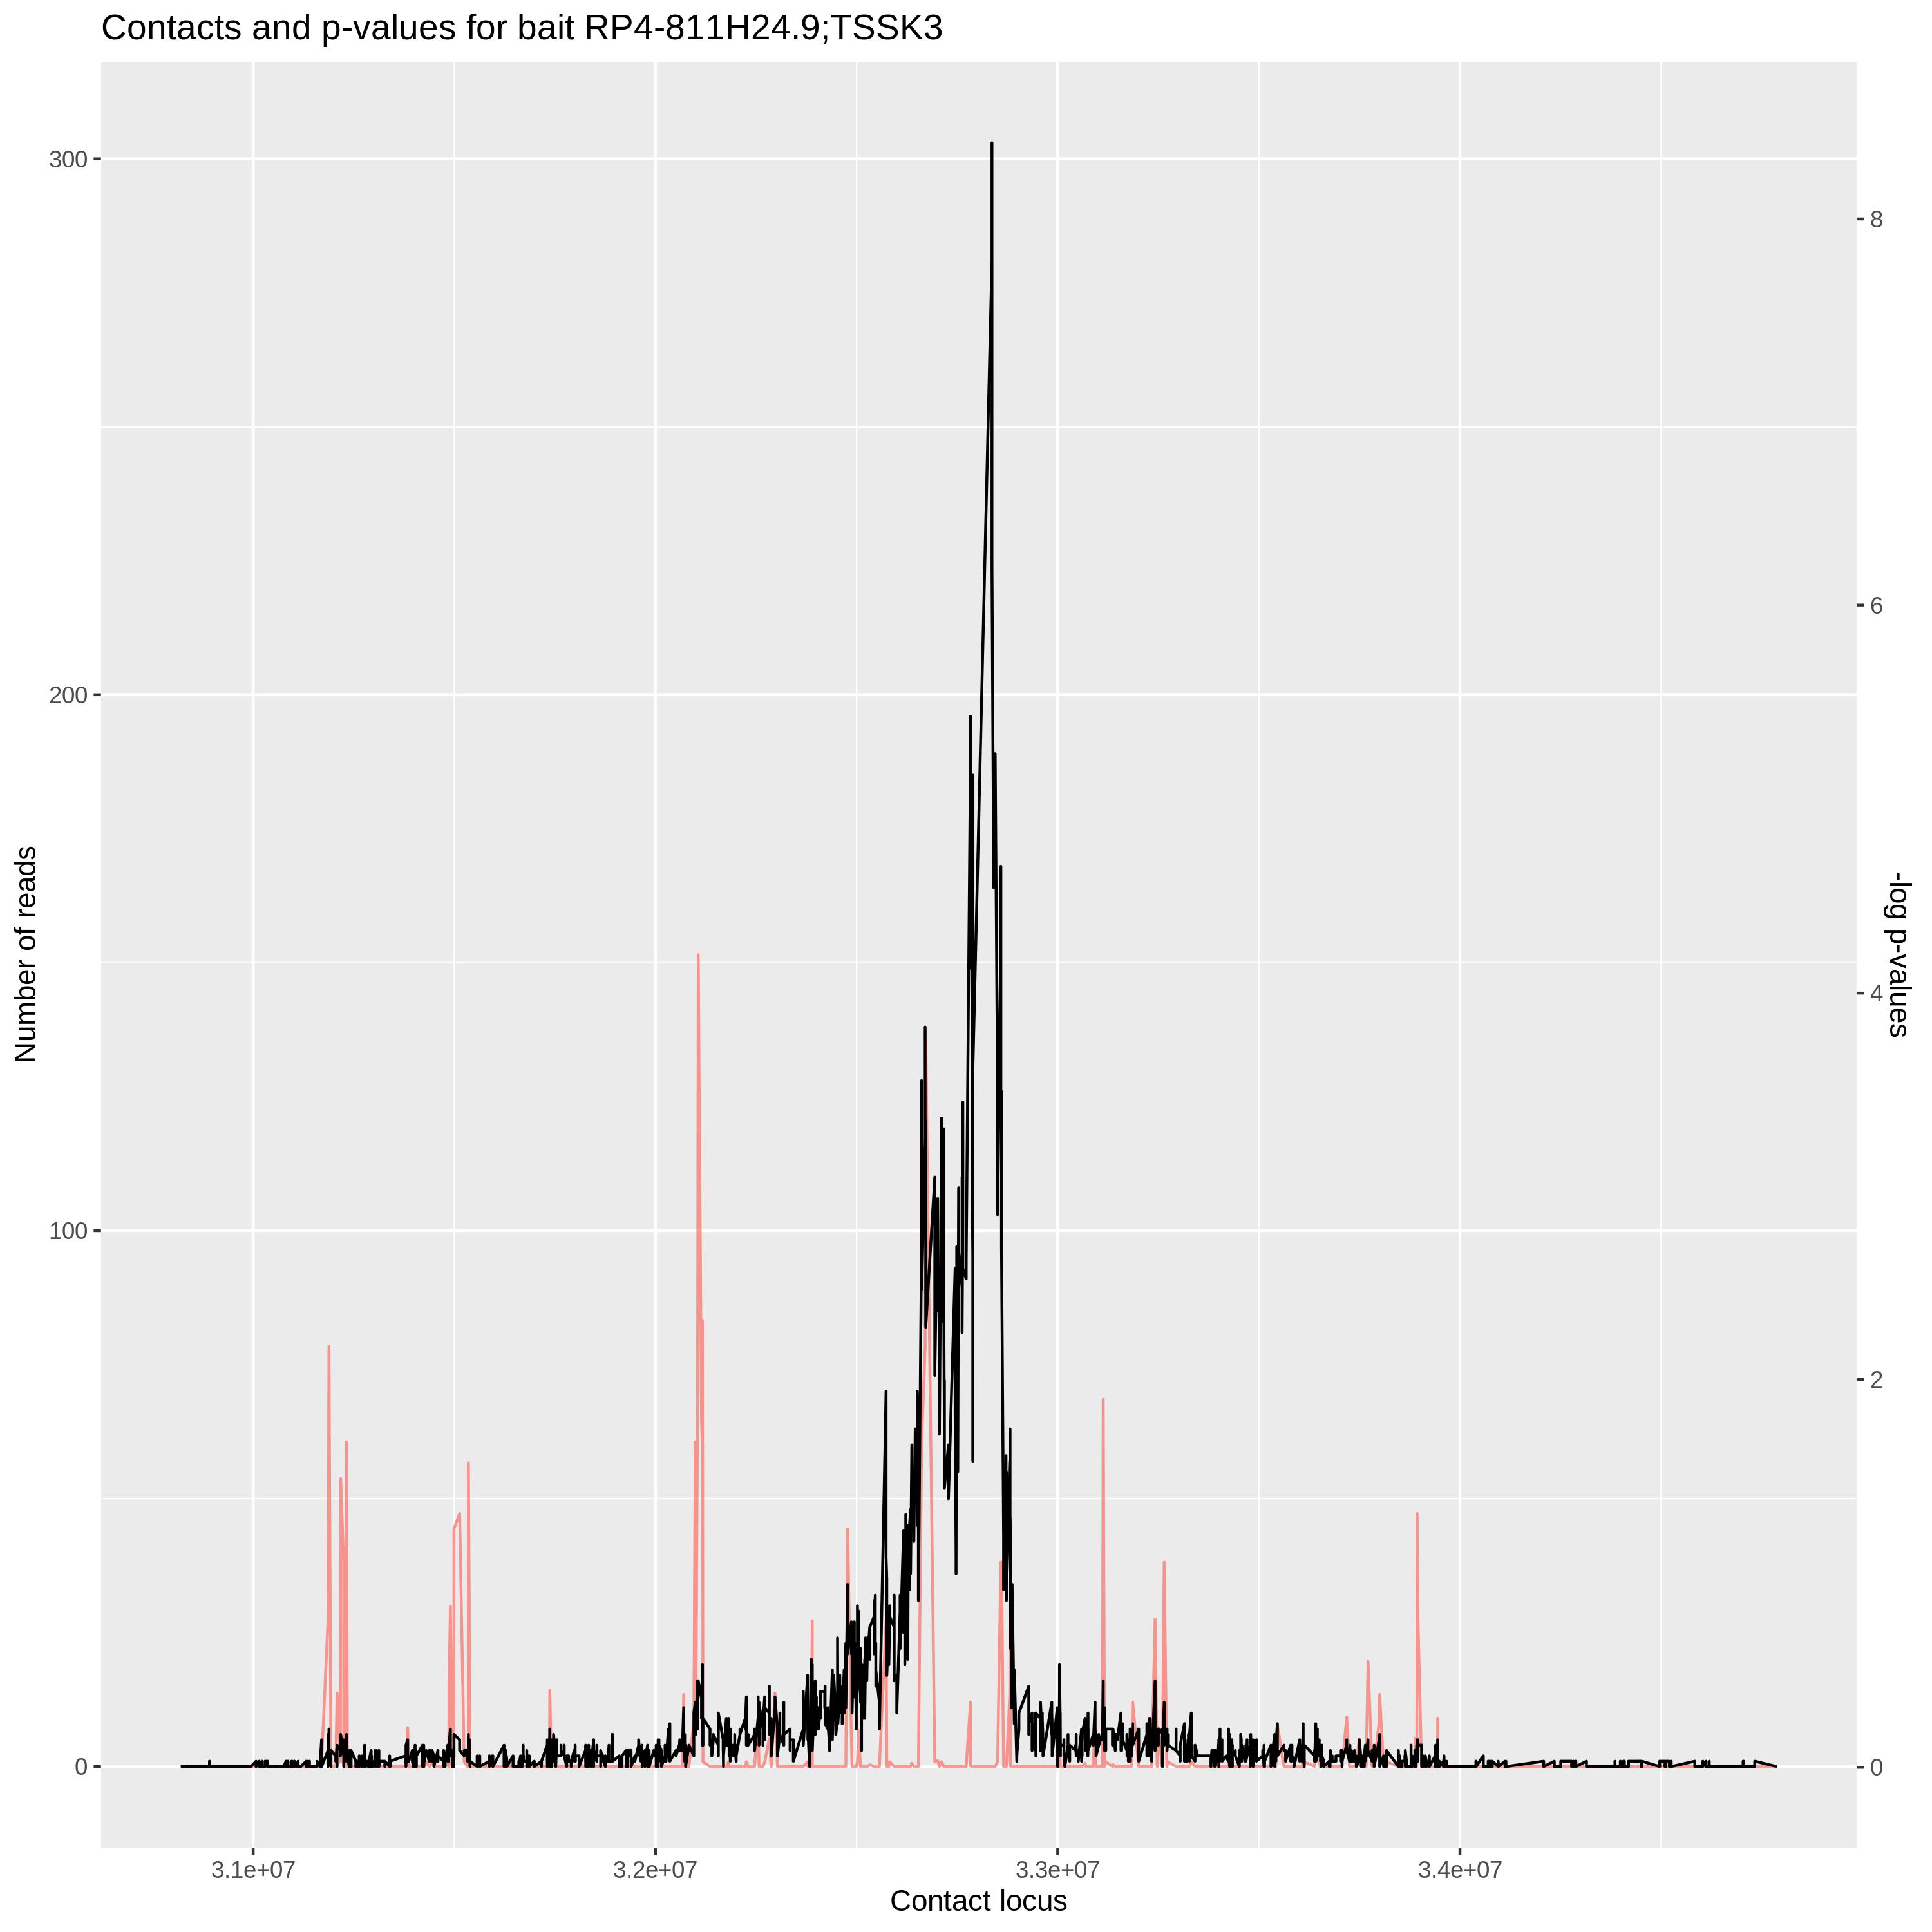 Contacts and p-values for bait RP4-811H24.9;TSSK3
300
200
100
0
Number of reads
8
6
4
2
0
-log p-values
3.1e+07
3.2e+07
3.3e+07
3.4e+07
Contact locus